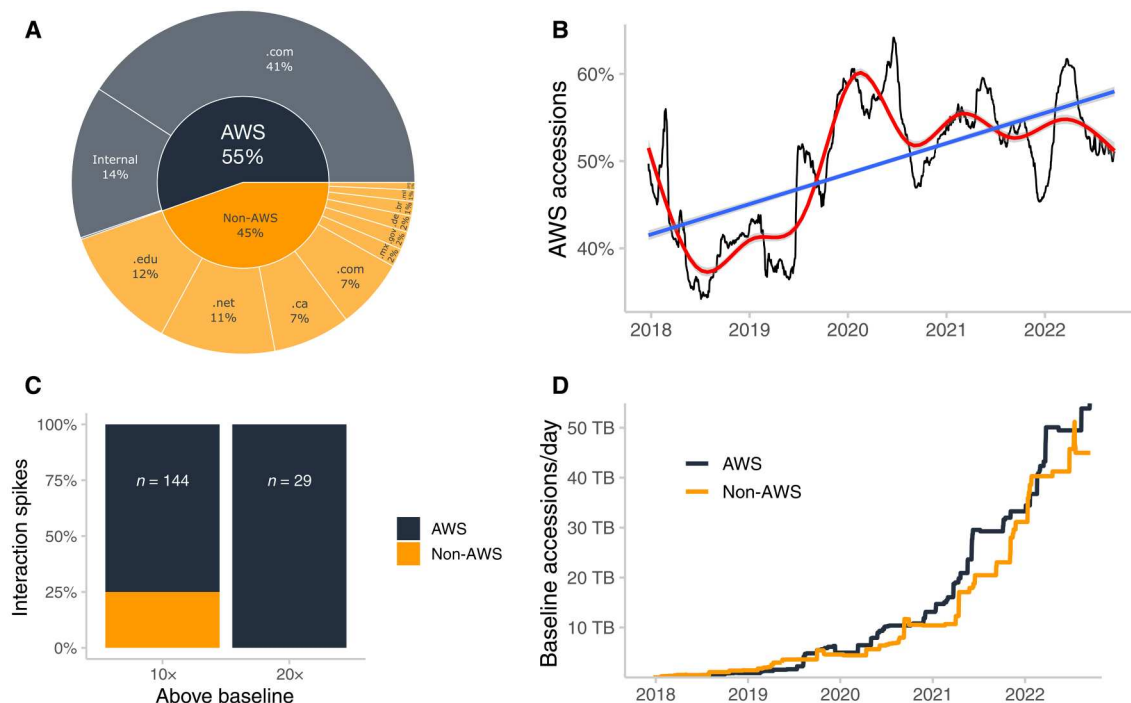 A
.com
41%
Internal
14%
AWS
55%
Non-AWS
45%
.edu
12%
.net
11%
.ca
7%
.com
7%
.mx
2%
.gov
2%
.de
2%
.br
1%
1%
B
AWS accessions
60%
50%
40%
2018
2019
2020
2021
2022
C
Interaction spikes
100%
75%
50%
25%
0%
n = 144
n = 29
10×
20×
Above baseline
AWS
Non-AWS
D
Baseline accessions/day
50 TB
40 TB
30 TB
20 TB
10 TB
AWS
Non-AWS
2018
2019
2020
2021
2022